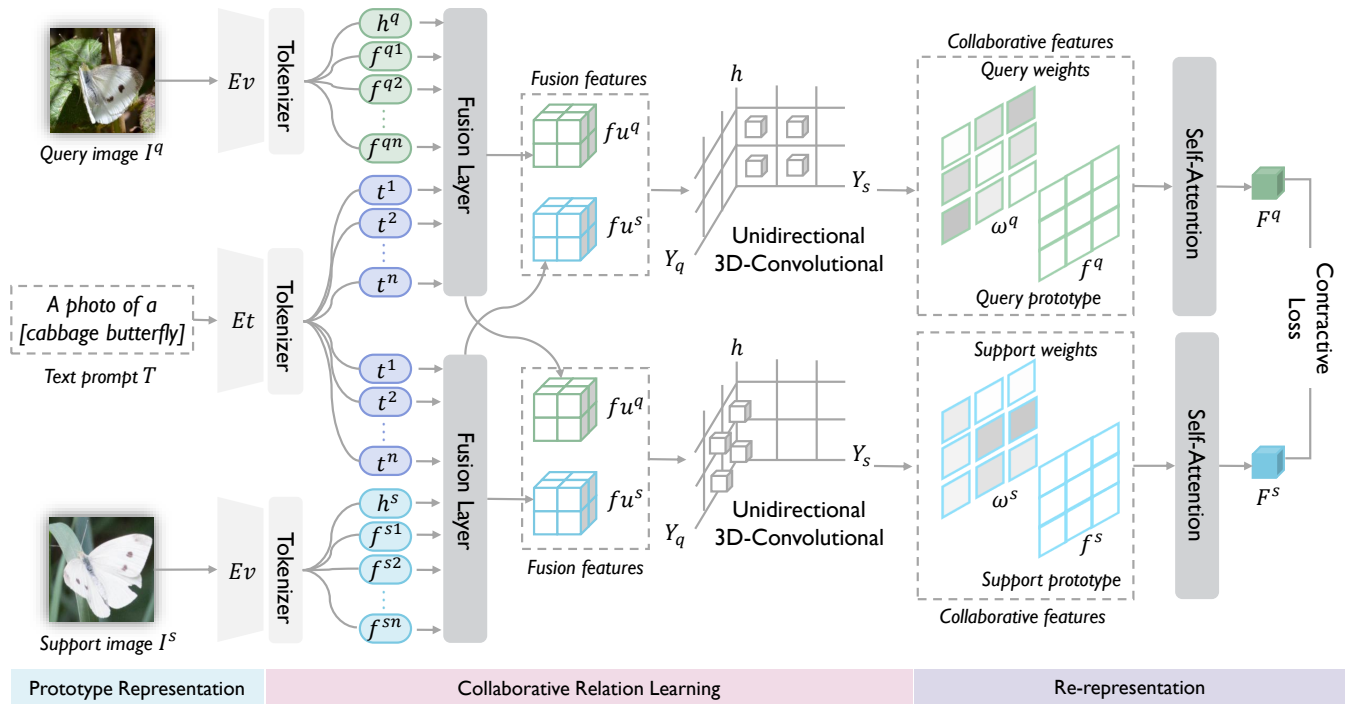 Query image I^q
Ev
Tokenizer
h^q
f^{q1}
f^{q2}
f^{qn}
t^1
t^2
t^n
Fusion Layer
Fusion features
fu^q
fu^s
h
Y_s
Y_q
Unidirectional
3D-Convolutional
Collaborative features
Query weights
ω^q
f^q
Query prototype
Self-Attention
F^q
A photo of a
[cabbage butterfly]
Text prompt T
Et
Tokenizer
Contractive
Loss
t^1
t^2
t^n
Support image I^s
Ev
Tokenizer
h^s
f^{s1}
f^{s2}
f^{sn}
Fusion Layer
fu^q
fu^s
Fusion features
h
Y_s
Y_q
Unidirectional
3D-Convolutional
Support weights
ω^s
f^s
Support prototype
Collaborative features
Self-Attention
F^s
Prototype Representation
Collaborative Relation Learning
Re-representation